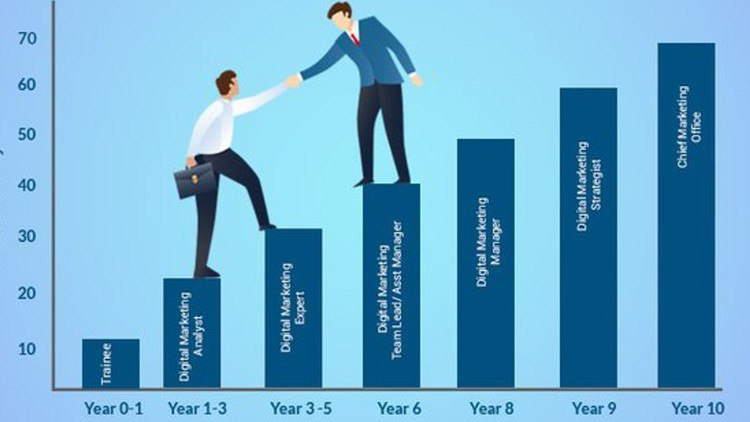 70
60
50
40
30
20
10
Trainee
Digital Marketing
Analyst
Digital Marketing
Expert
Digital Marketing
Team Lead/ Asst Manager
Digital Marketing
Manager
Digital Marketing
Strategist
Chief Marketing
Office
Year 0-1
Year 1-3
Year 3-5
Year 6
Year 8
Year 9
Year 10